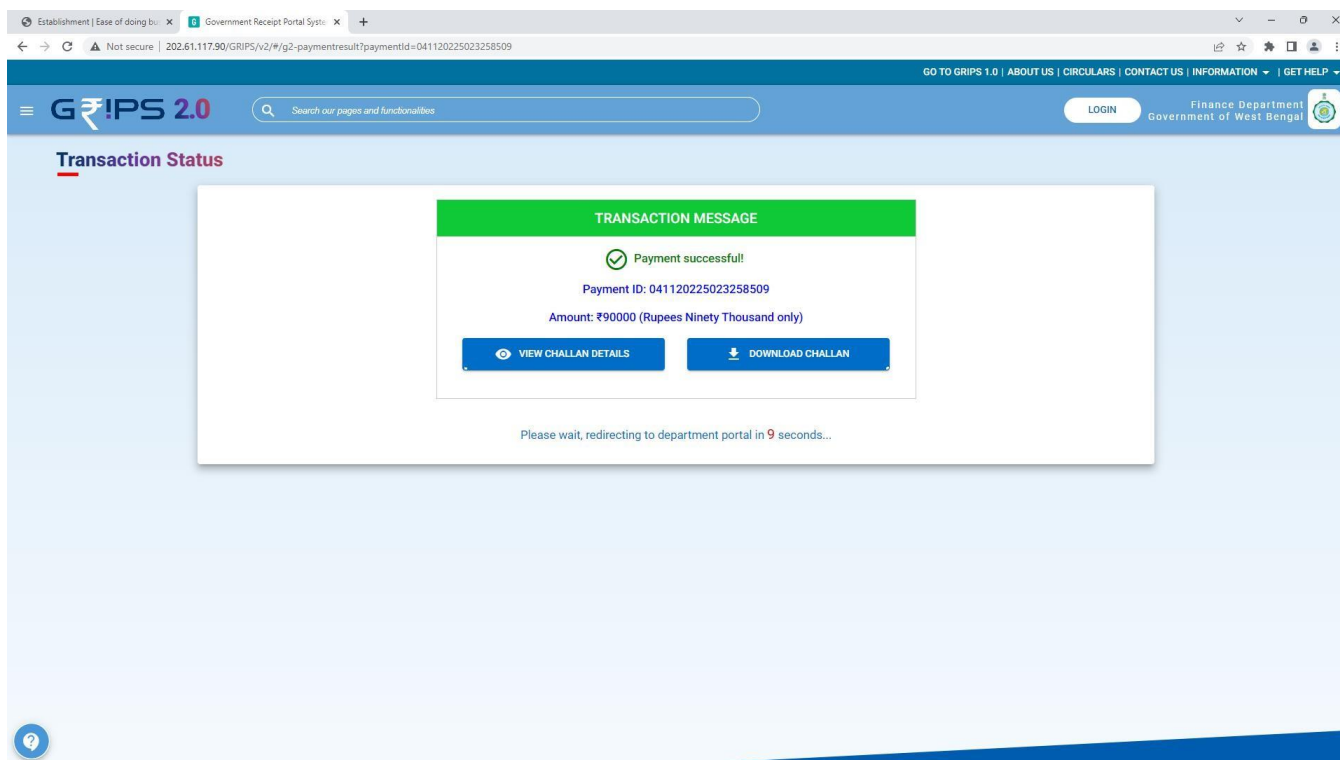 Establishment | Ease of doing bu
Government Receipt Portal Syste
Not secure | 202.61.117.90/GRIPS/v2/#/g2-paymentresult?paymentId=041120225023258509
GO TO GRIPS 1.0 | ABOUT US | CIRCULARS | CONTACT US | INFORMATION | GET HELP
G₹!PS 2.0
Search our pages and functionalities
LOGIN
Finance Department
Government of West Bengal
Transaction Status
TRANSACTION MESSAGE
Payment successful!
Payment ID: 041120225023258509
Amount: ₹90000 (Rupees Ninety Thousand only)
VIEW CHALLAN DETAILS
DOWNLOAD CHALLAN
Please wait, redirecting to department portal in 9 seconds...